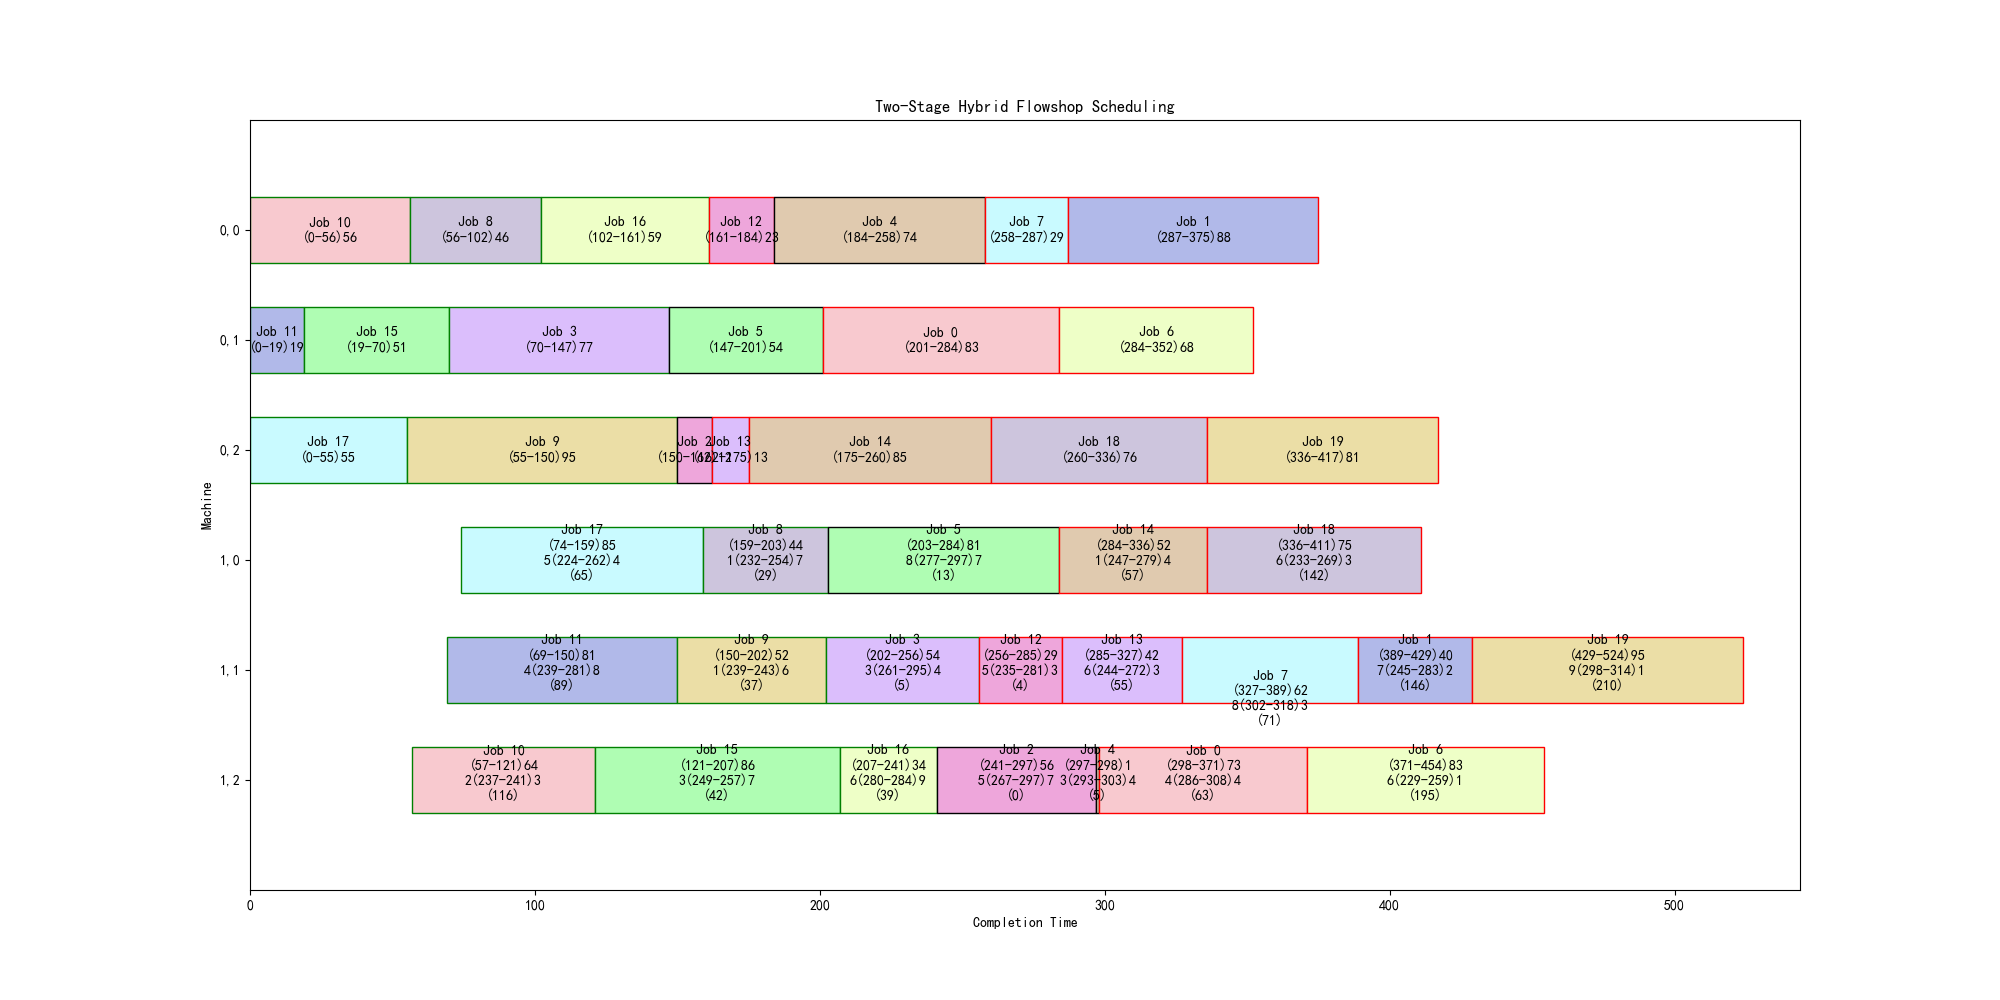 Two-Stage Hybrid Flowshop Scheduling
Machine
0,0
Job 10
(0-56)56
Job 8
(56-102)46
Job 16
(102-161)59
Job 12
(161-184)23
Job 4
(184-258)74
Job 7
(258-287)29
Job 1
(287-375)88
0,1
Job 11
(0-19)19
Job 15
(19-70)51
Job 3
(70-147)77
Job 5
(147-201)54
Job 0
(201-284)83
Job 6
(284-352)68
0,2
Job 17
(0-55)55
Job 9
(55-150)95
Job 2
Job 13
(162-175)13
Job 14
(175-260)85
Job 18
(260-336)76
Job 19
(336-417)81
1,0
Job 17
(74-159)85
5(224-262)4
(65)
Job 8
(159-203)44
1(232-254)7
(29)
Job 5
(203-284)81
8(277-297)7
(13)
Job 14
(284-336)52
1(247-279)4
(57)
Job 18
(336-411)75
6(233-269)3
(142)
1,1
Job 11
(69-150)81
4(239-281)8
(89)
Job 9
(150-202)52
1(239-243)6
(37)
Job 3
(202-256)54
3(261-295)4
(5)
Job 12
(256-285)29
5(235-281)3
(4)
Job 13
(285-327)42
6(244-272)3
(55)
Job 7
(327-389)62
8(302-318)3
(71)
Job 1
(389-429)40
7(245-283)2
(146)
Job 19
(429-524)95
9(298-314)1
(210)
1,2
Job 10
(57-121)64
2(237-241)3
(116)
Job 15
(121-207)86
3(249-257)7
(42)
Job 16
(207-241)34
6(280-284)9
(39)
Job 2
(241-297)56
5(267-297)7
(0)
Job 4
(297-298)1
3(293-303)4
(5)
Job 0
(298-371)73
4(286-308)4
(63)
Job 6
(371-454)83
6(229-259)1
(195)
0
100
200
300
400
500
Completion Time